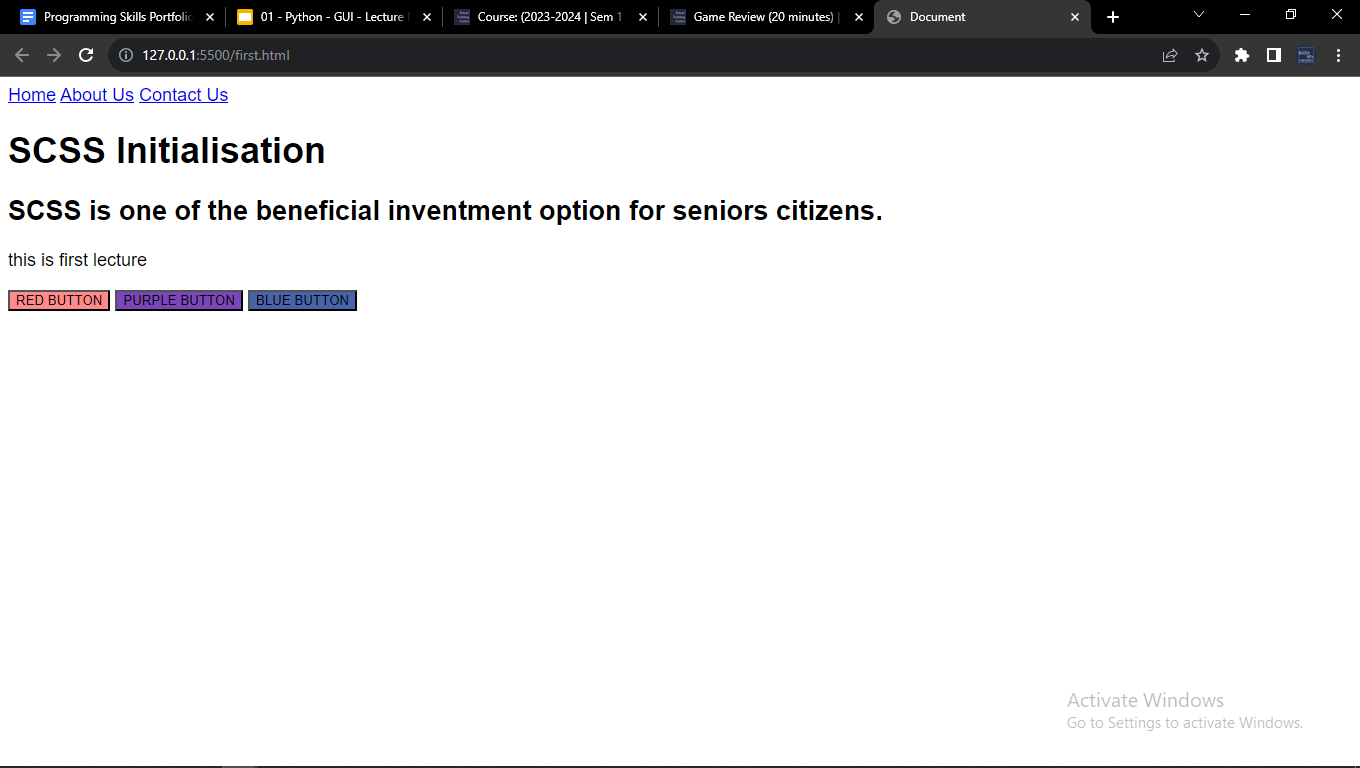 Programming Skills Portfolio
01 - Python - GUI - Lecture
Course: (2023-2024 | Sem 1
Game Review (20 minutes) |
Document
127.0.0.1:5500/first.html
Home About Us Contact Us
SCSS Initialisation
SCSS is one of the beneficial inventment option for seniors citizens.
this is first lecture
RED BUTTON PURPLE BUTTON BLUE BUTTON
Activate Windows
Go to Settings to activate Windows.